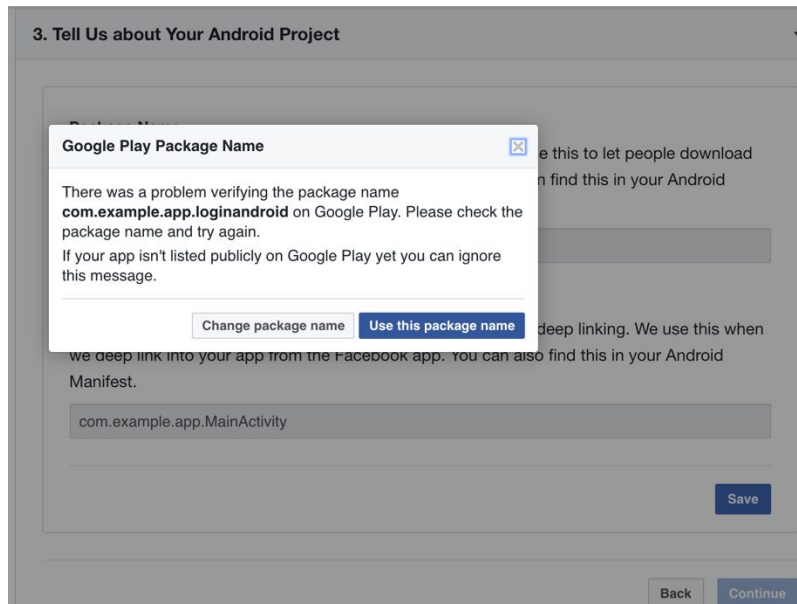 3. Tell Us about Your Android Project
Package Name
Google Play Package Name
e this to let people download
n find this in your Android
There was a problem verifying the package name
com.example.app.loginandroid on Google Play. Please check the
package name and try again.
If your app isn't listed publicly on Google Play yet you can ignore
this message.
Change package name
Use this package name
deep linking. We use this when
we deep link into your app from the Facebook app. You can also find this in your Android
Manifest.
com.example.app.MainActivity
Save
Back
Continue